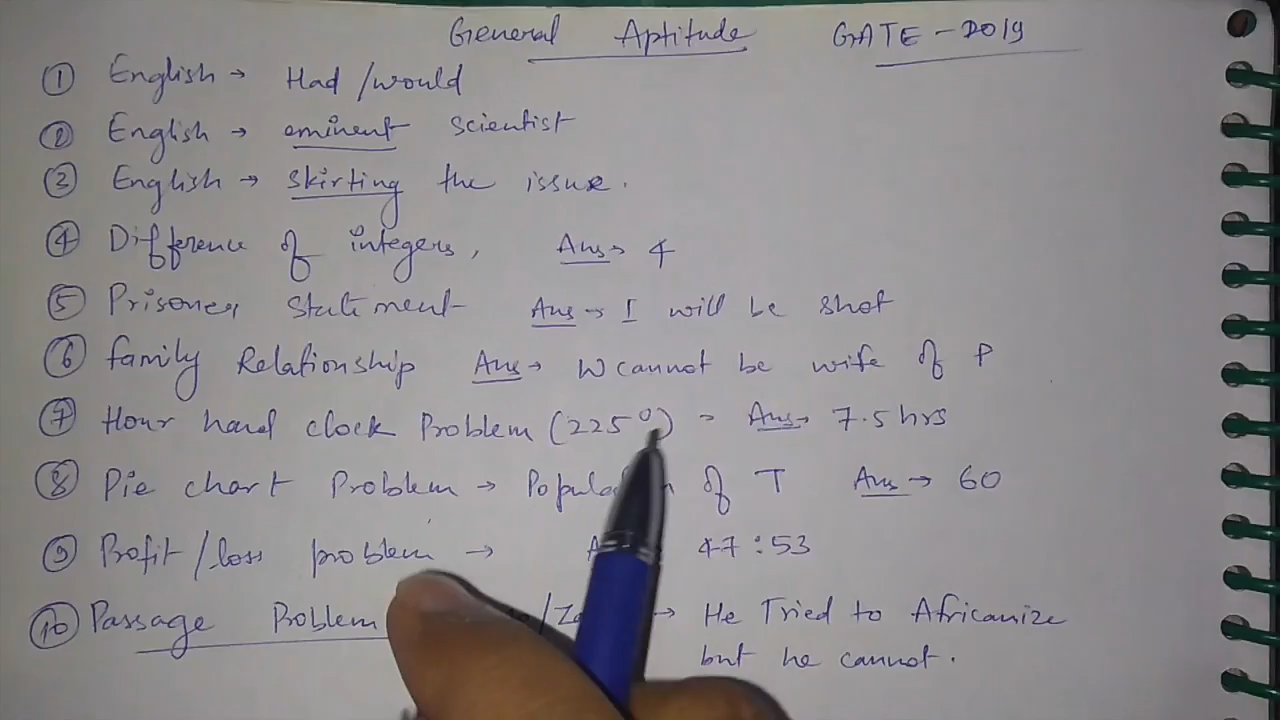 General Aptitude GATE-2019
① English → Had/would
② English → eminent scientist
③ English → skirting the issue.
④ Difference of integers, Ans → 4
⑤ Prisoner Statement Ans → I will be shot
⑥ family Relationship Ans → W cannot be wife of P
⑦ Hour hand clock Problem (225°) - Ans → 7.5 hrs
⑧ Pie chart Problem → of T Ans → 60
⑨ Profit/loss problem → 47:53
⑩ Passage Problem → He Tried to Africanize
but he cannot.